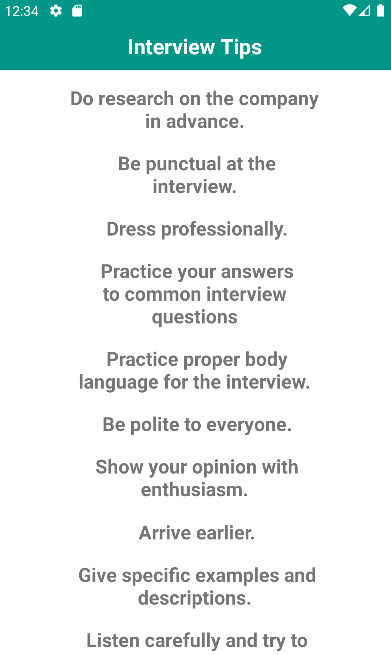 12:34
Interview Tips
Do research on the company
in advance.
Be punctual at the
interview.
Dress professionally.
Practice your answers
to common interview
questions
Practice proper body
language for the interview.
Be polite to everyone.
Show your opinion with
enthusiasm.
Arrive earlier.
Give specific examples and
descriptions.
Listen carefully and try to